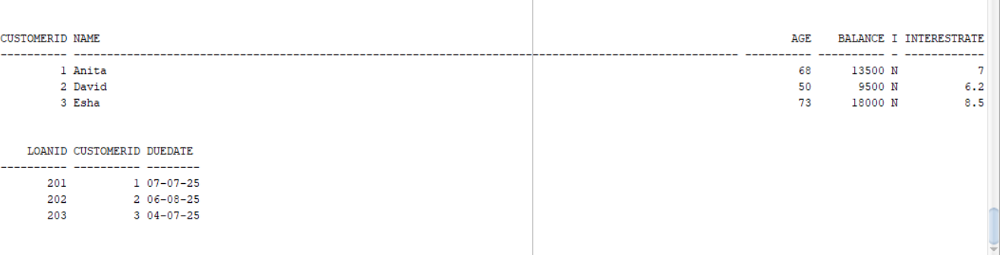 CUSTOMERID NAME AGE BALANCE I INTERESTRATE
---------- ---------------------------------------------------------------------------------------------------- ---------- ---------- - ------------
1 Anita 68 13500 N 7
2 David 50 9500 N 6.2
3 Esha 73 18000 N 8.5
LOANID CUSTOMERID DUEDATE
---------- ---------- --------
201 1 07-07-25
202 2 06-08-25
203 3 04-07-25